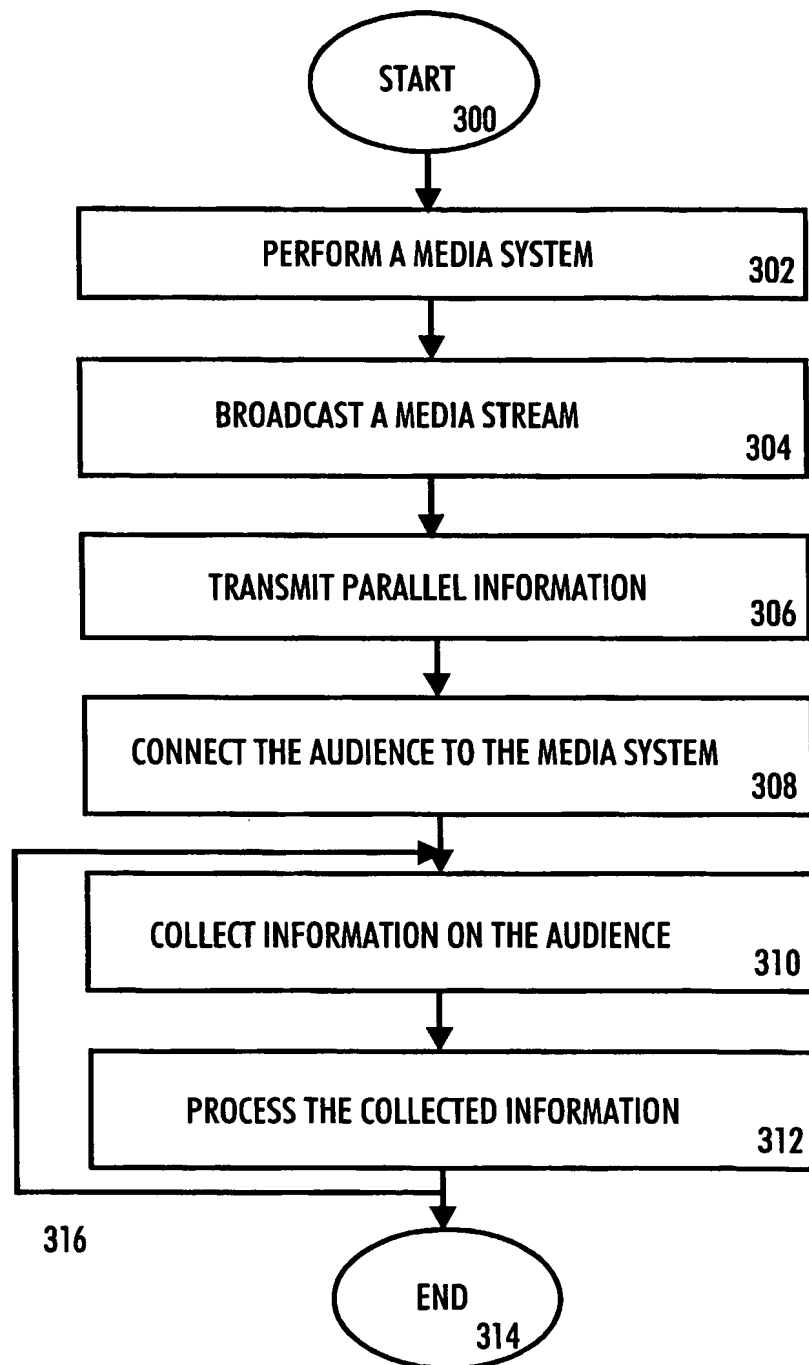 START
300
PERFORM A MEDIA SYSTEM
302
BROADCAST A MEDIA STREAM
304
TRANSMIT PARALLEL INFORMATION
306
CONNECT THE AUDIENCE TO THE MEDIA SYSTEM
308
COLLECT INFORMATION ON THE AUDIENCE
310
PROCESS THE COLLECTED INFORMATION
312
316
END
314